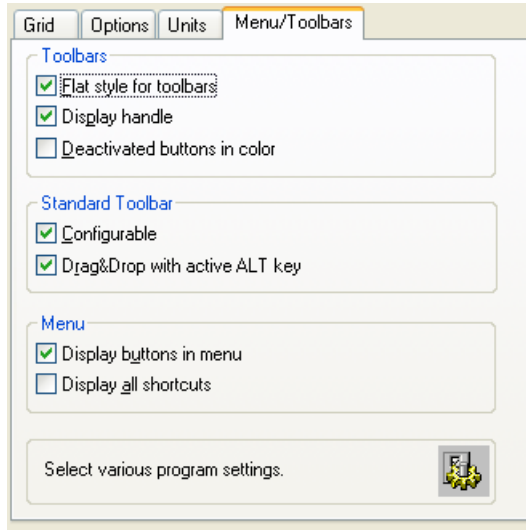 Grid Options Units Menu/Toolbars
Toolbars
Flat style for toolbars
Display handle
Deactivated buttons in color
Standard Toolbar
Configurable
Drag&Drop with active ALT key
Menu
Display buttons in menu
Display all shortcuts
Select various program settings.